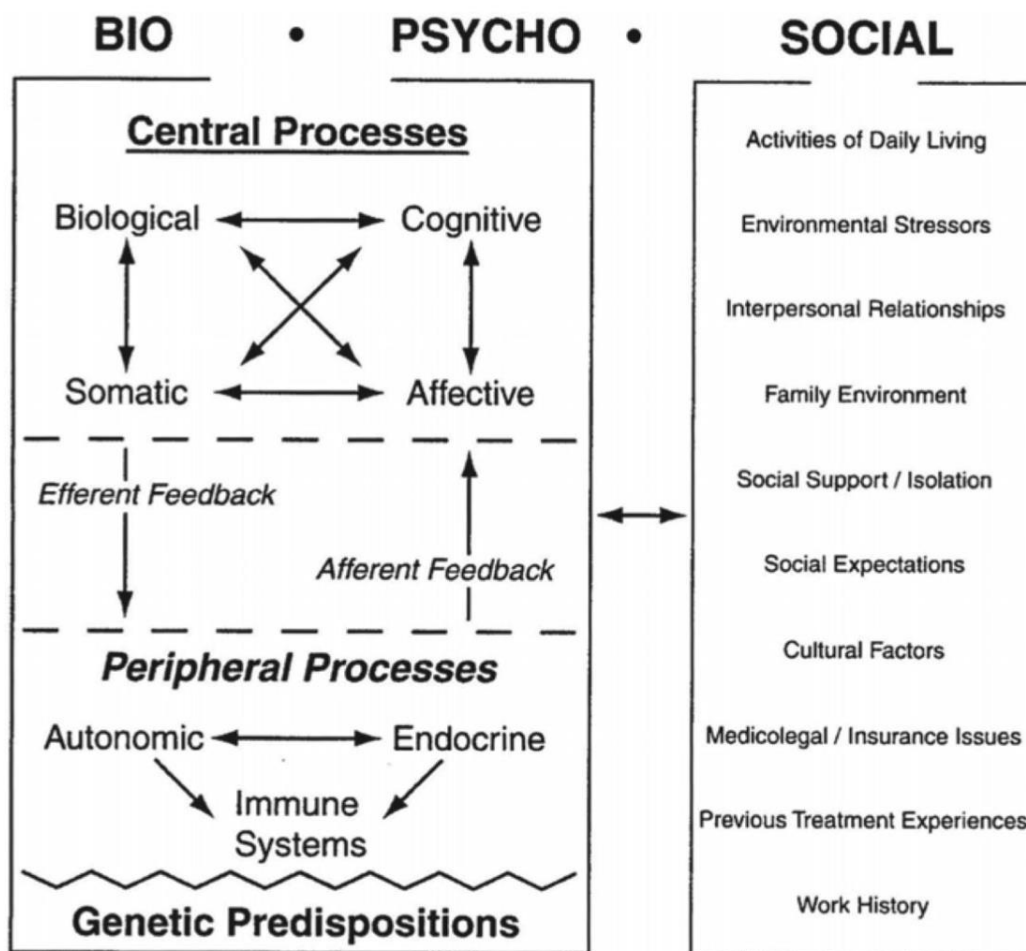 BIO • PSYCHO • SOCIAL
Central Processes
Biological
Cognitive
Somatic
Affective
Efferent Feedback
Afferent Feedback
Peripheral Processes
Autonomic
Endocrine
Immune
Systems
Genetic Predispositions
Activities of Daily Living
Environmental Stressors
Interpersonal Relationships
Family Environment
Social Support / Isolation
Social Expectations
Cultural Factors
Medicolegal / Insurance Issues
Previous Treatment Experiences
Work History